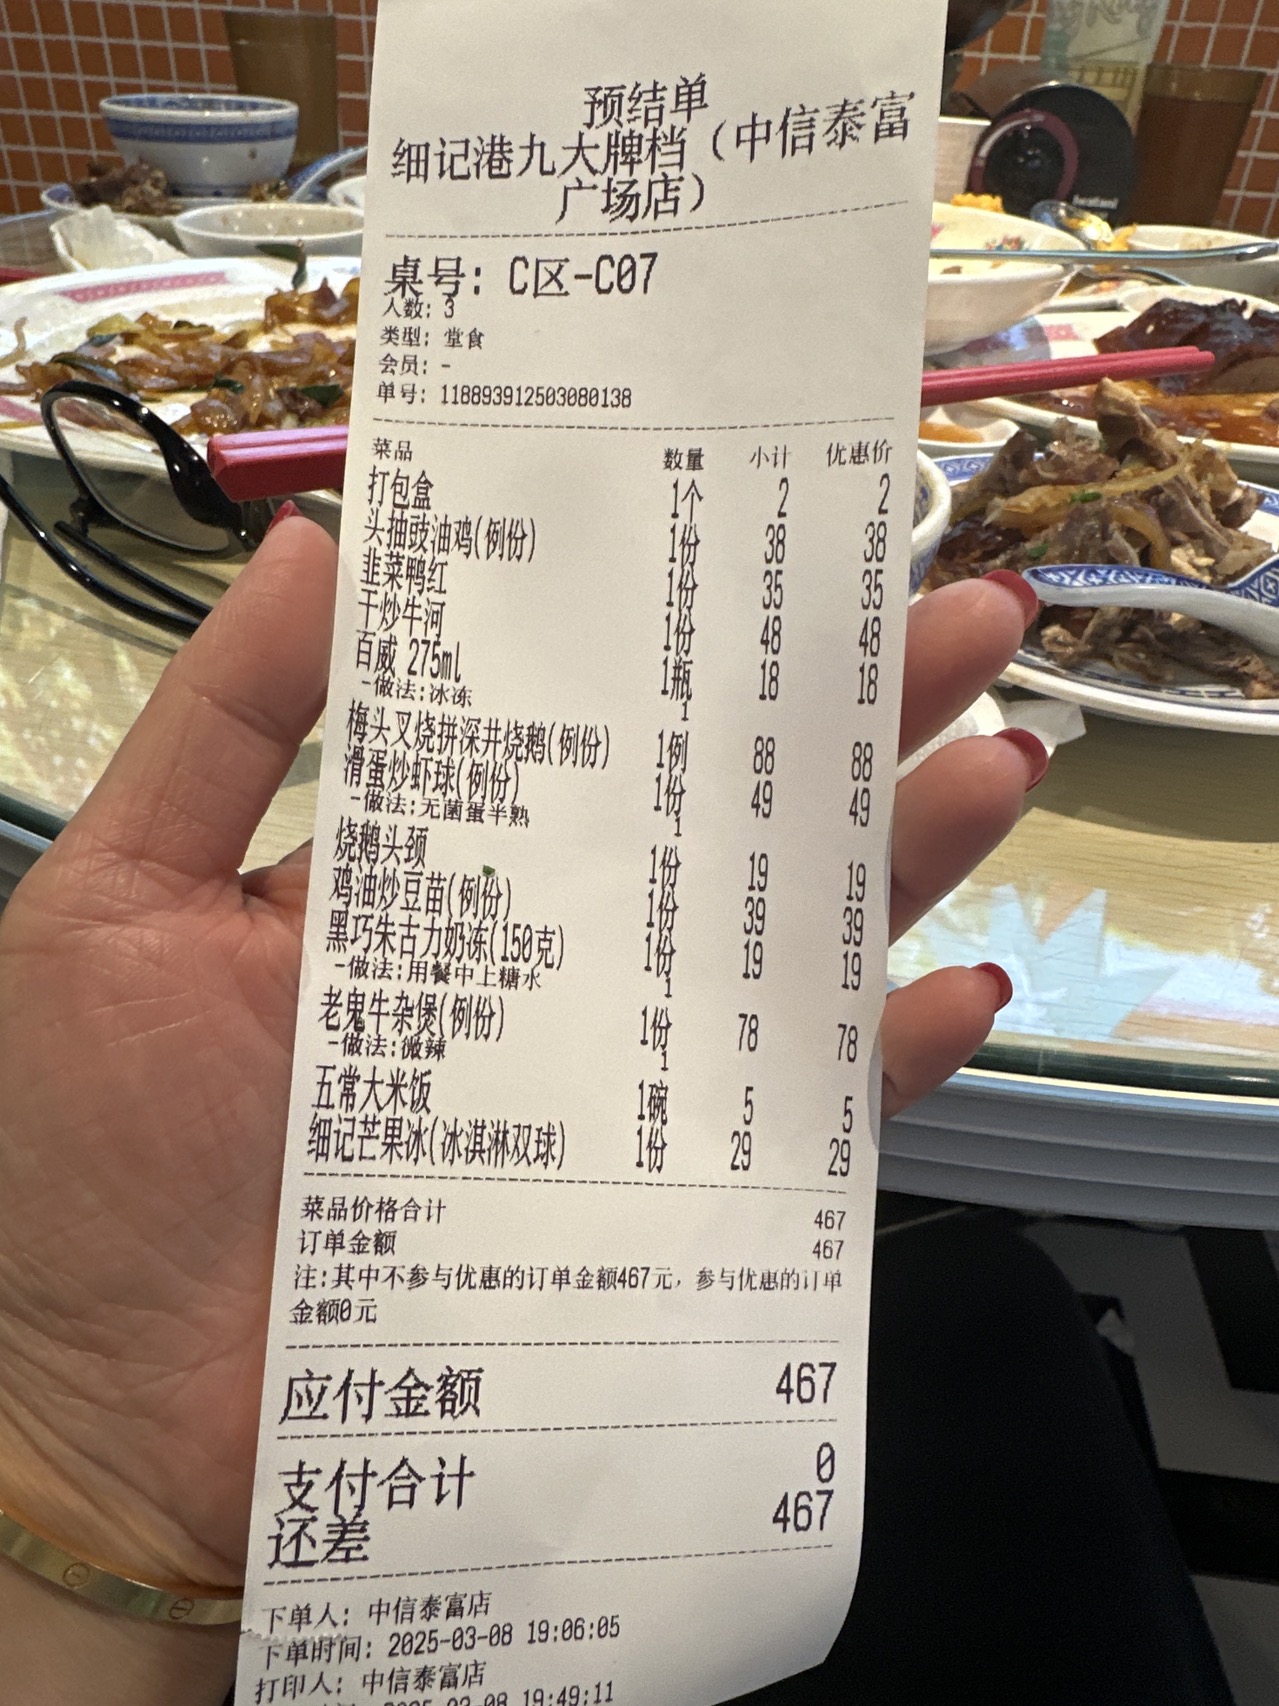 预结单
细记港九大牌档（中信泰富
广场店）
桌号: C区-C07
人数: 3
类型: 堂食
会员: -
单号: 118893912503080138
菜品 数量 小计 优惠价
打包盒 1个 2 2
头抽豉油鸡(例份) 1份 38 38
韭菜鸭红 1份 35 35
干炒牛河 1份 48 48
百威 275ml 1瓶 18 18
-做法:冰冻 1
梅头叉烧拼深井烧鹅(例份) 1例 88 88
滑蛋炒虾球(例份) 1份 49 49
-做法:无菌蛋半熟 1
烧鹅头颈 1份 19 19
鸡油炒豆苗(例份) 1份 39 39
黑巧朱古力奶冻(150克) 1份 19 19
-做法:用餐中上糖水 1
老鬼牛杂煲(例份) 1份 78 78
-做法:微辣 1
五常大米饭 1碗 5 5
细记芒果冰(冰淇淋双球) 1份 29 29
菜品价格合计 467
订单金额 467
注:其中不参与优惠的订单金额467元，参与优惠的订单
金额0元
应付金额 467
支付合计 0
还差 467
下单人: 中信泰富店
下单时间: 2025-03-08 19:06:05
打印人: 中信泰富店
2025-03-08 19:49:11
Iwatani